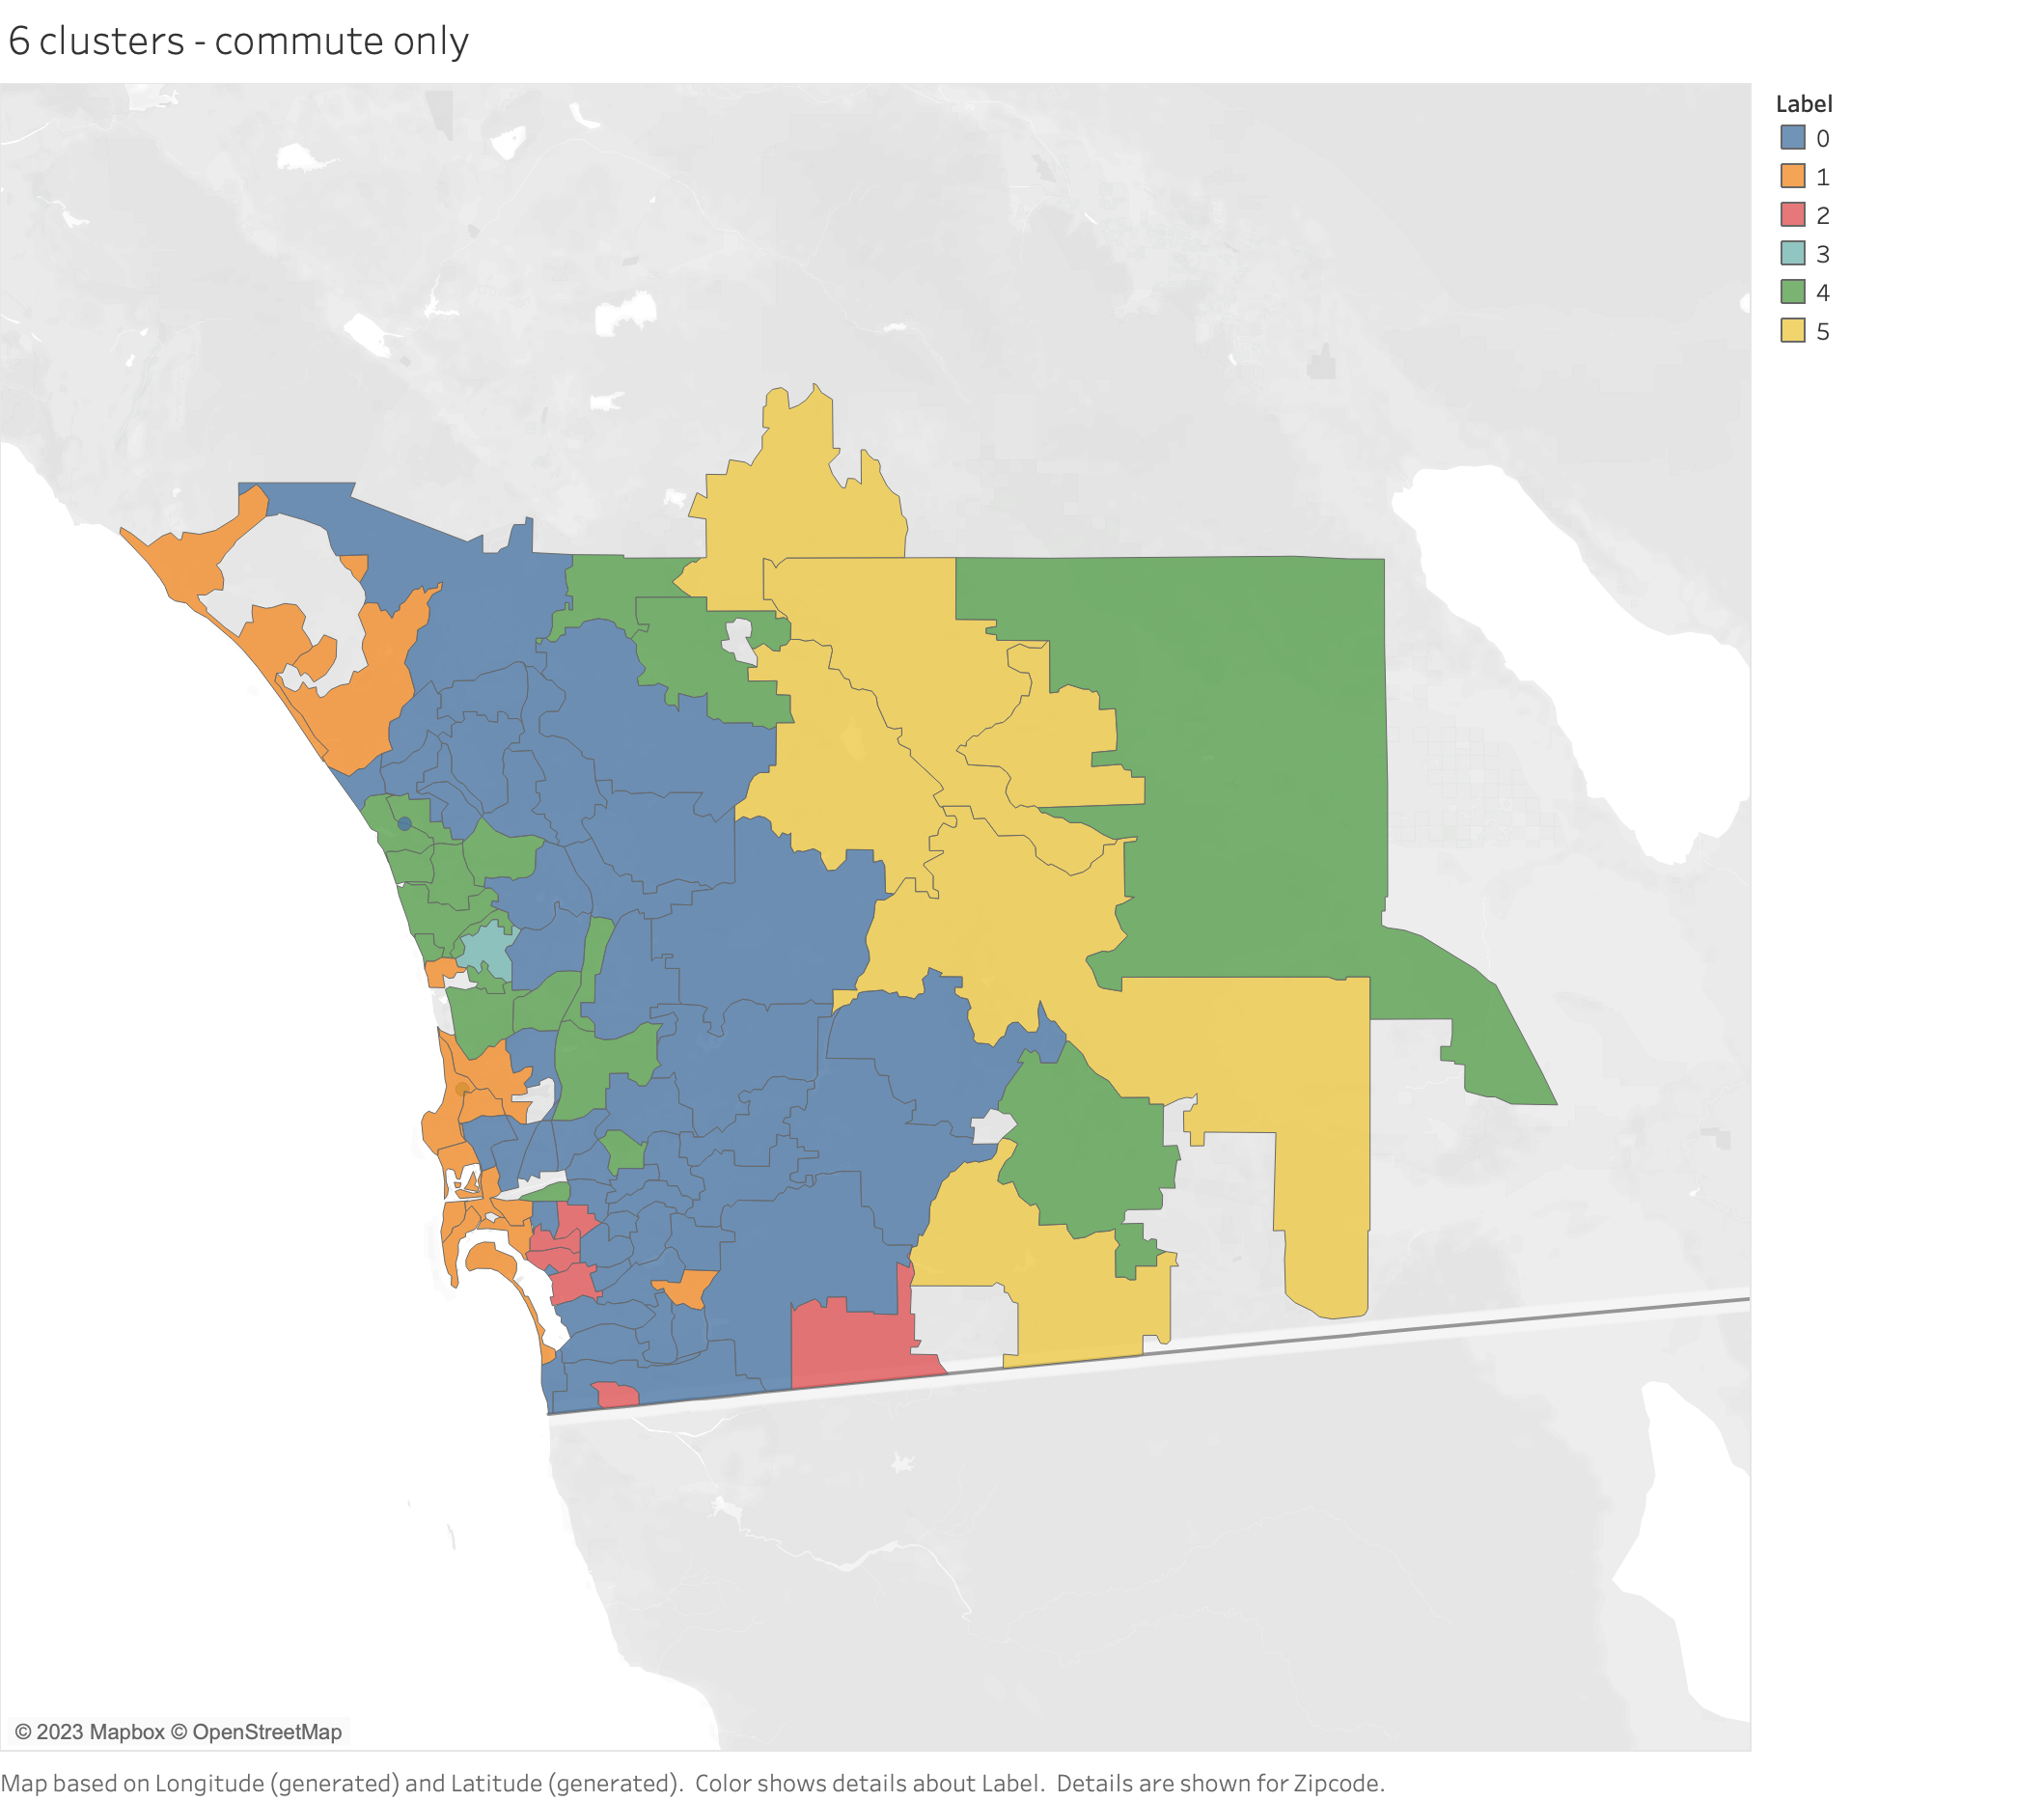 6 clusters - commute only
Label
0
1
2
3
4
5
© 2023 Mapbox © OpenStreetMap
Map based on Longitude (generated) and Latitude (generated).  Color shows details about Label.  Details are shown for Zipcode.